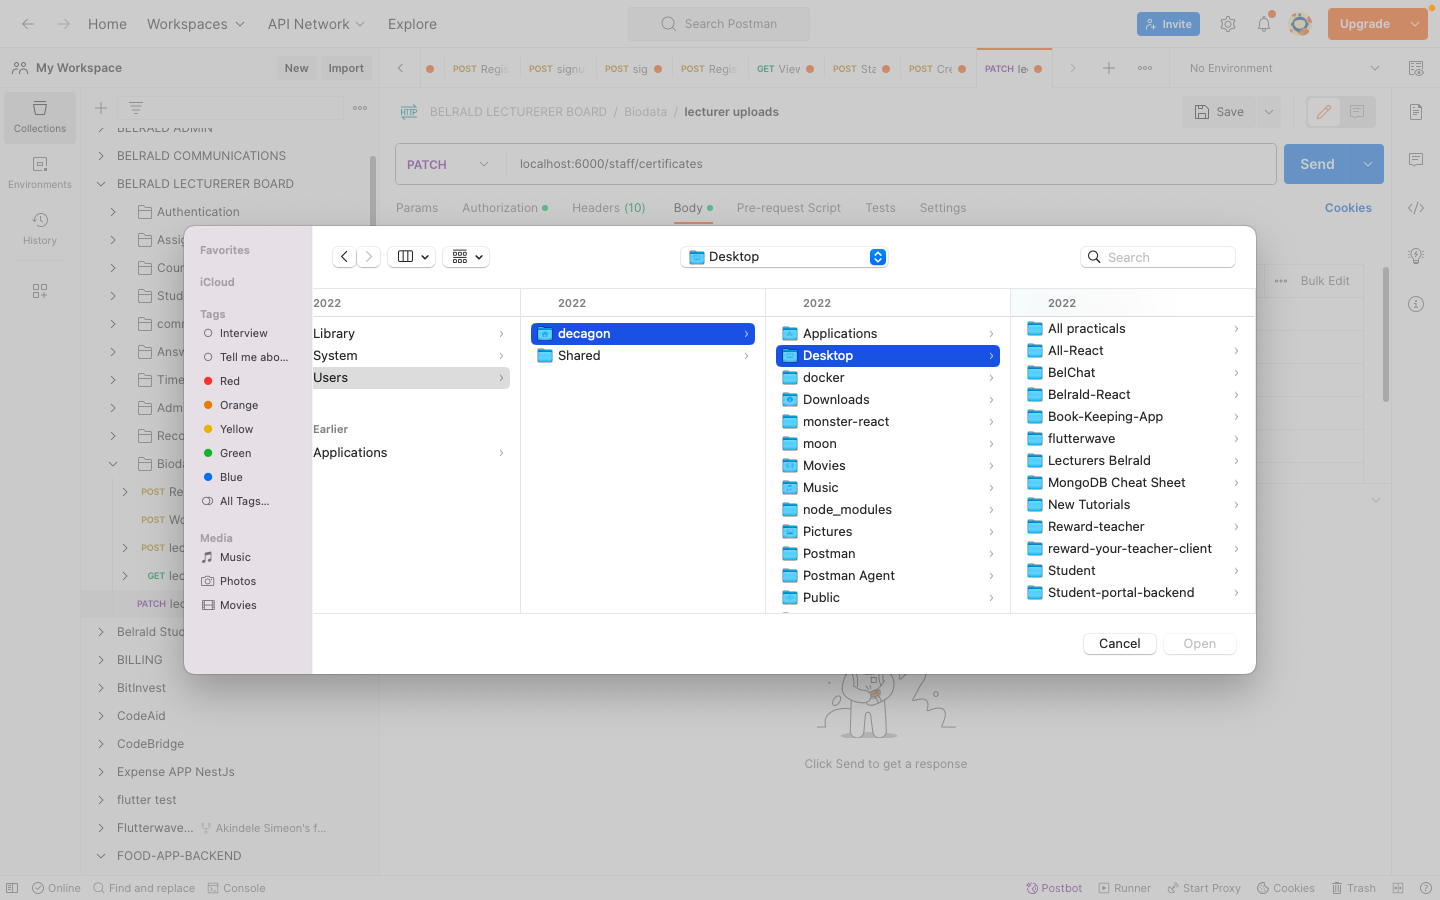 Home
Workspaces
API Network
Explore
Search Postman
Invite
Upgrade
My Workspace
New
Import
POST Regis
POST signu
POST sig
POST Regis
GET View
POST Sta
POST Cre
PATCH le
No Environment
Collections
Environments
History
BELRALD ADMIN
BELRALD COMMUNICATIONS
BELRALD LECTURERER BOARD
Authentication
Assig
Cour
Stud
com
Answ
Time
Adm
Reco
Bioda
POST Re
POST Wo
POST lec
GET lec
PATCH lec
Belrald Stud
BILLING
BitInvest
CodeAid
CodeBridge
Expense APP NestJs
flutter test
Flutterwave... Akindele Simeon's f...
FOOD-APP-BACKEND
HTTP BELRALD LECTURERER BOARD / Biodata / lecturer uploads
Save
PATCH
localhost:6000/staff/certificates
Send
Params
Authorization
Headers (10)
Body
Pre-request Script
Tests
Settings
Cookies
Bulk Edit
Favorites
iCloud
Tags
Interview
Tell me abo...
Red
Orange
Yellow
Green
Blue
All Tags...
Media
Music
Photos
Movies
Desktop
Search
2022
Library
System
Users
Earlier
Applications
2022
decagon
Shared
2022
Applications
Desktop
docker
Downloads
monster-react
moon
Movies
Music
node_modules
Pictures
Postman
Postman Agent
Public
2022
All practicals
All-React
BelChat
Belrald-React
Book-Keeping-App
flutterwave
Lecturers Belrald
MongoDB Cheat Sheet
New Tutorials
Reward-teacher
reward-your-teacher-client
Student
Student-portal-backend
Cancel
Open
Click Send to get a response
Online
Find and replace
Console
Postbot
Runner
Start Proxy
Cookies
Trash